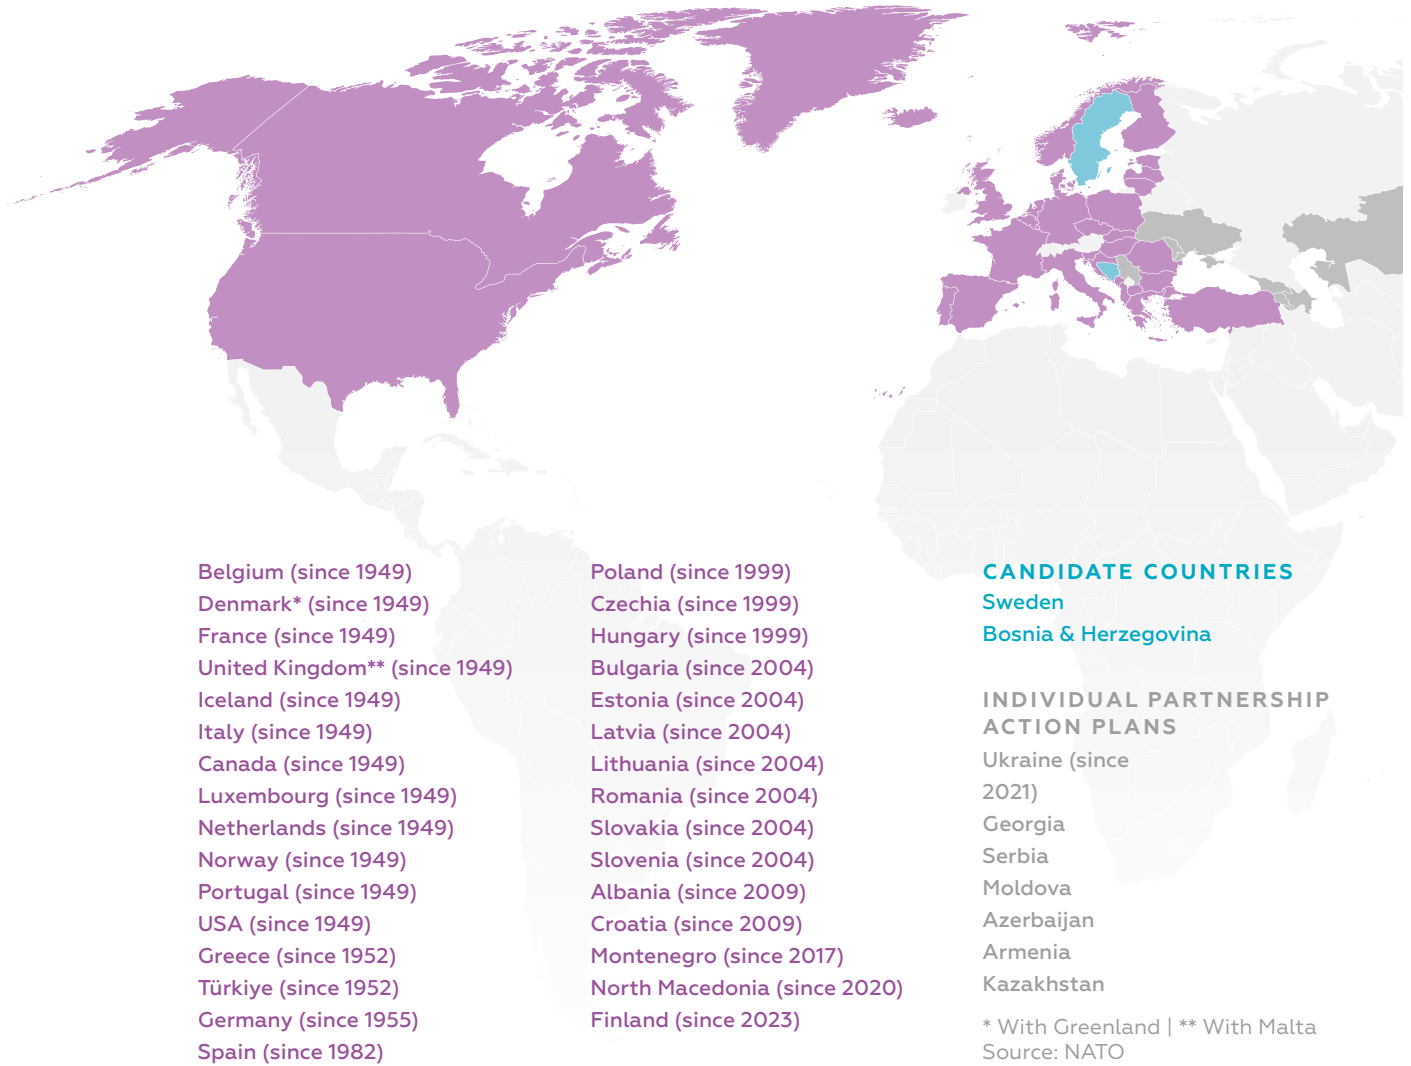 Belgium (since 1949)
Denmark* (since 1949)
France (since 1949)
United Kingdom** (since 1949)
Iceland (since 1949)
Italy (since 1949)
Canada (since 1949)
Luxembourg (since 1949)
Netherlands (since 1949)
Norway (since 1949)
Portugal (since 1949)
USA (since 1949)
Greece (since 1952)
Türkiye (since 1952)
Germany (since 1955)
Spain (since 1982)
Poland (since 1999)
Czechia (since 1999)
Hungary (since 1999)
Bulgaria (since 2004)
Estonia (since 2004)
Latvia (since 2004)
Lithuania (since 2004)
Romania (since 2004)
Slovakia (since 2004)
Slovenia (since 2004)
Albania (since 2009)
Croatia (since 2009)
Montenegro (since 2017)
North Macedonia (since 2020)
Finland (since 2023)
CANDIDATE COUNTRIES
Sweden
Bosnia & Herzegovina
INDIVIDUAL PARTNERSHIP
ACTION PLANS
Ukraine (since
2021)
Georgia
Serbia
Moldova
Azerbaijan
Armenia
Kazakhstan
* With Greenland | ** With Malta
Source: NATO